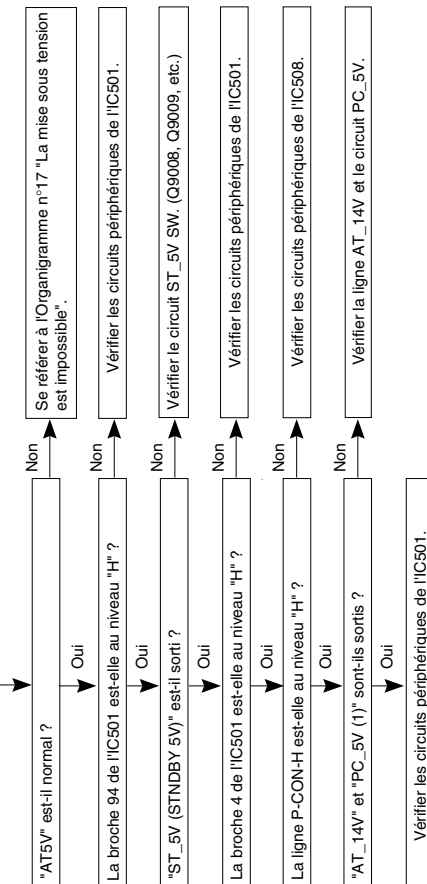 "AT5V" est-il normal ?
Non
Se référer à l'Organigramme n°17 "La mise sous tension
est impossible".
Oui
La broche 94 de l'IC501 est-elle au niveau "H" ?
Non
Vérifier les circuits périphériques de l'IC501.
Oui
"ST_5V (STNDBY 5V)" est-il sorti ?
Non
Vérifier le circuit ST_5V SW. (Q9008, Q9009, etc.)
Oui
La broche 4 de l'IC501 est-elle au niveau "H" ?
Non
Vérifier les circuits périphériques de l'IC501.
Oui
La ligne P-CON-H est-elle au niveau "H" ?
Non
Vérifier les circuits périphériques de l'IC508.
Oui
"AT_14V" et "PC_5V (1)" sont-ils sortis ?
Non
Vérifier la ligne AT_14V et le circuit PC_5V.
Oui
Vérifier les circuits périphériques de l'IC501.